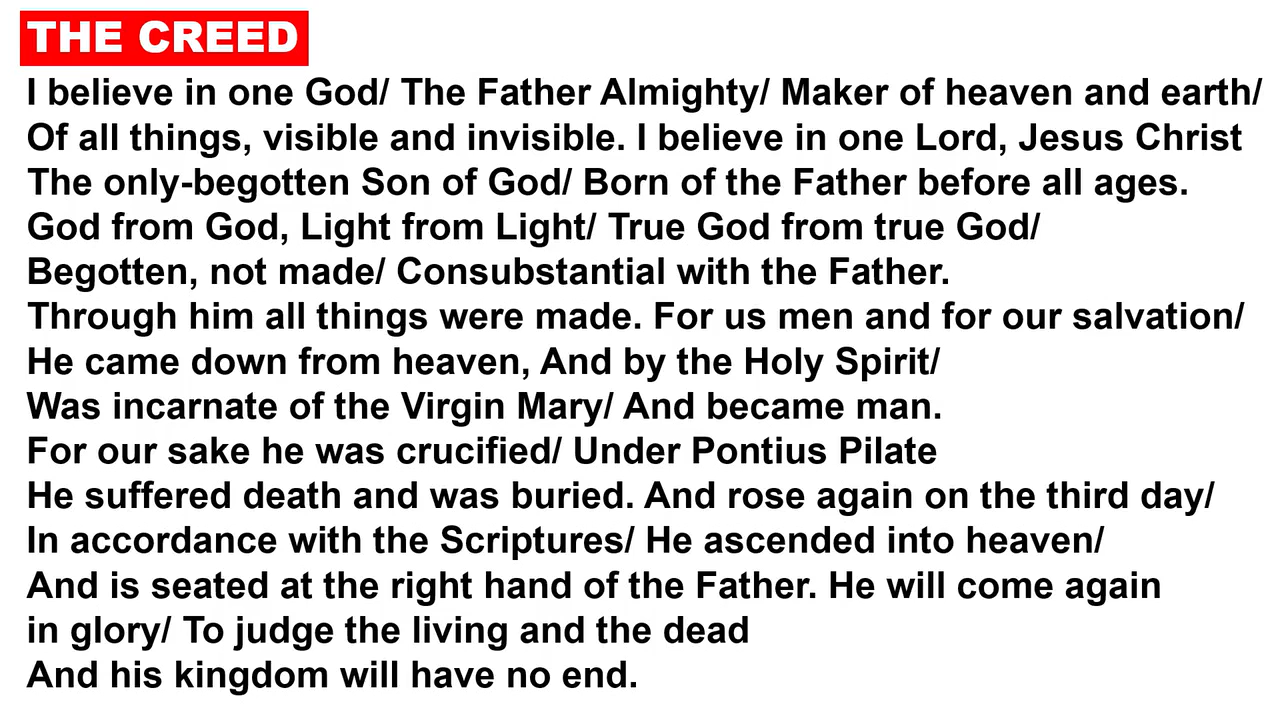 THE CREED
I believe in one God/ The Father Almighty/ Maker of heaven and earth/
Of all things, visible and invisible. I believe in one Lord, Jesus Christ
The only-begotten Son of God/ Born of the Father before all ages.
God from God, Light from Light/ True God from true God/
Begotten, not made/ Consubstantial with the Father.
Through him all things were made. For us men and for our salvation/
He came down from heaven, And by the Holy Spirit/
Was incarnate of the Virgin Mary/ And became man.
For our sake he was crucified/ Under Pontius Pilate
He suffered death and was buried. And rose again on the third day/
In accordance with the Scriptures/ He ascended into heaven/
And is seated at the right hand of the Father. He will come again
in glory/ To judge the living and the dead
And his kingdom will have no end.